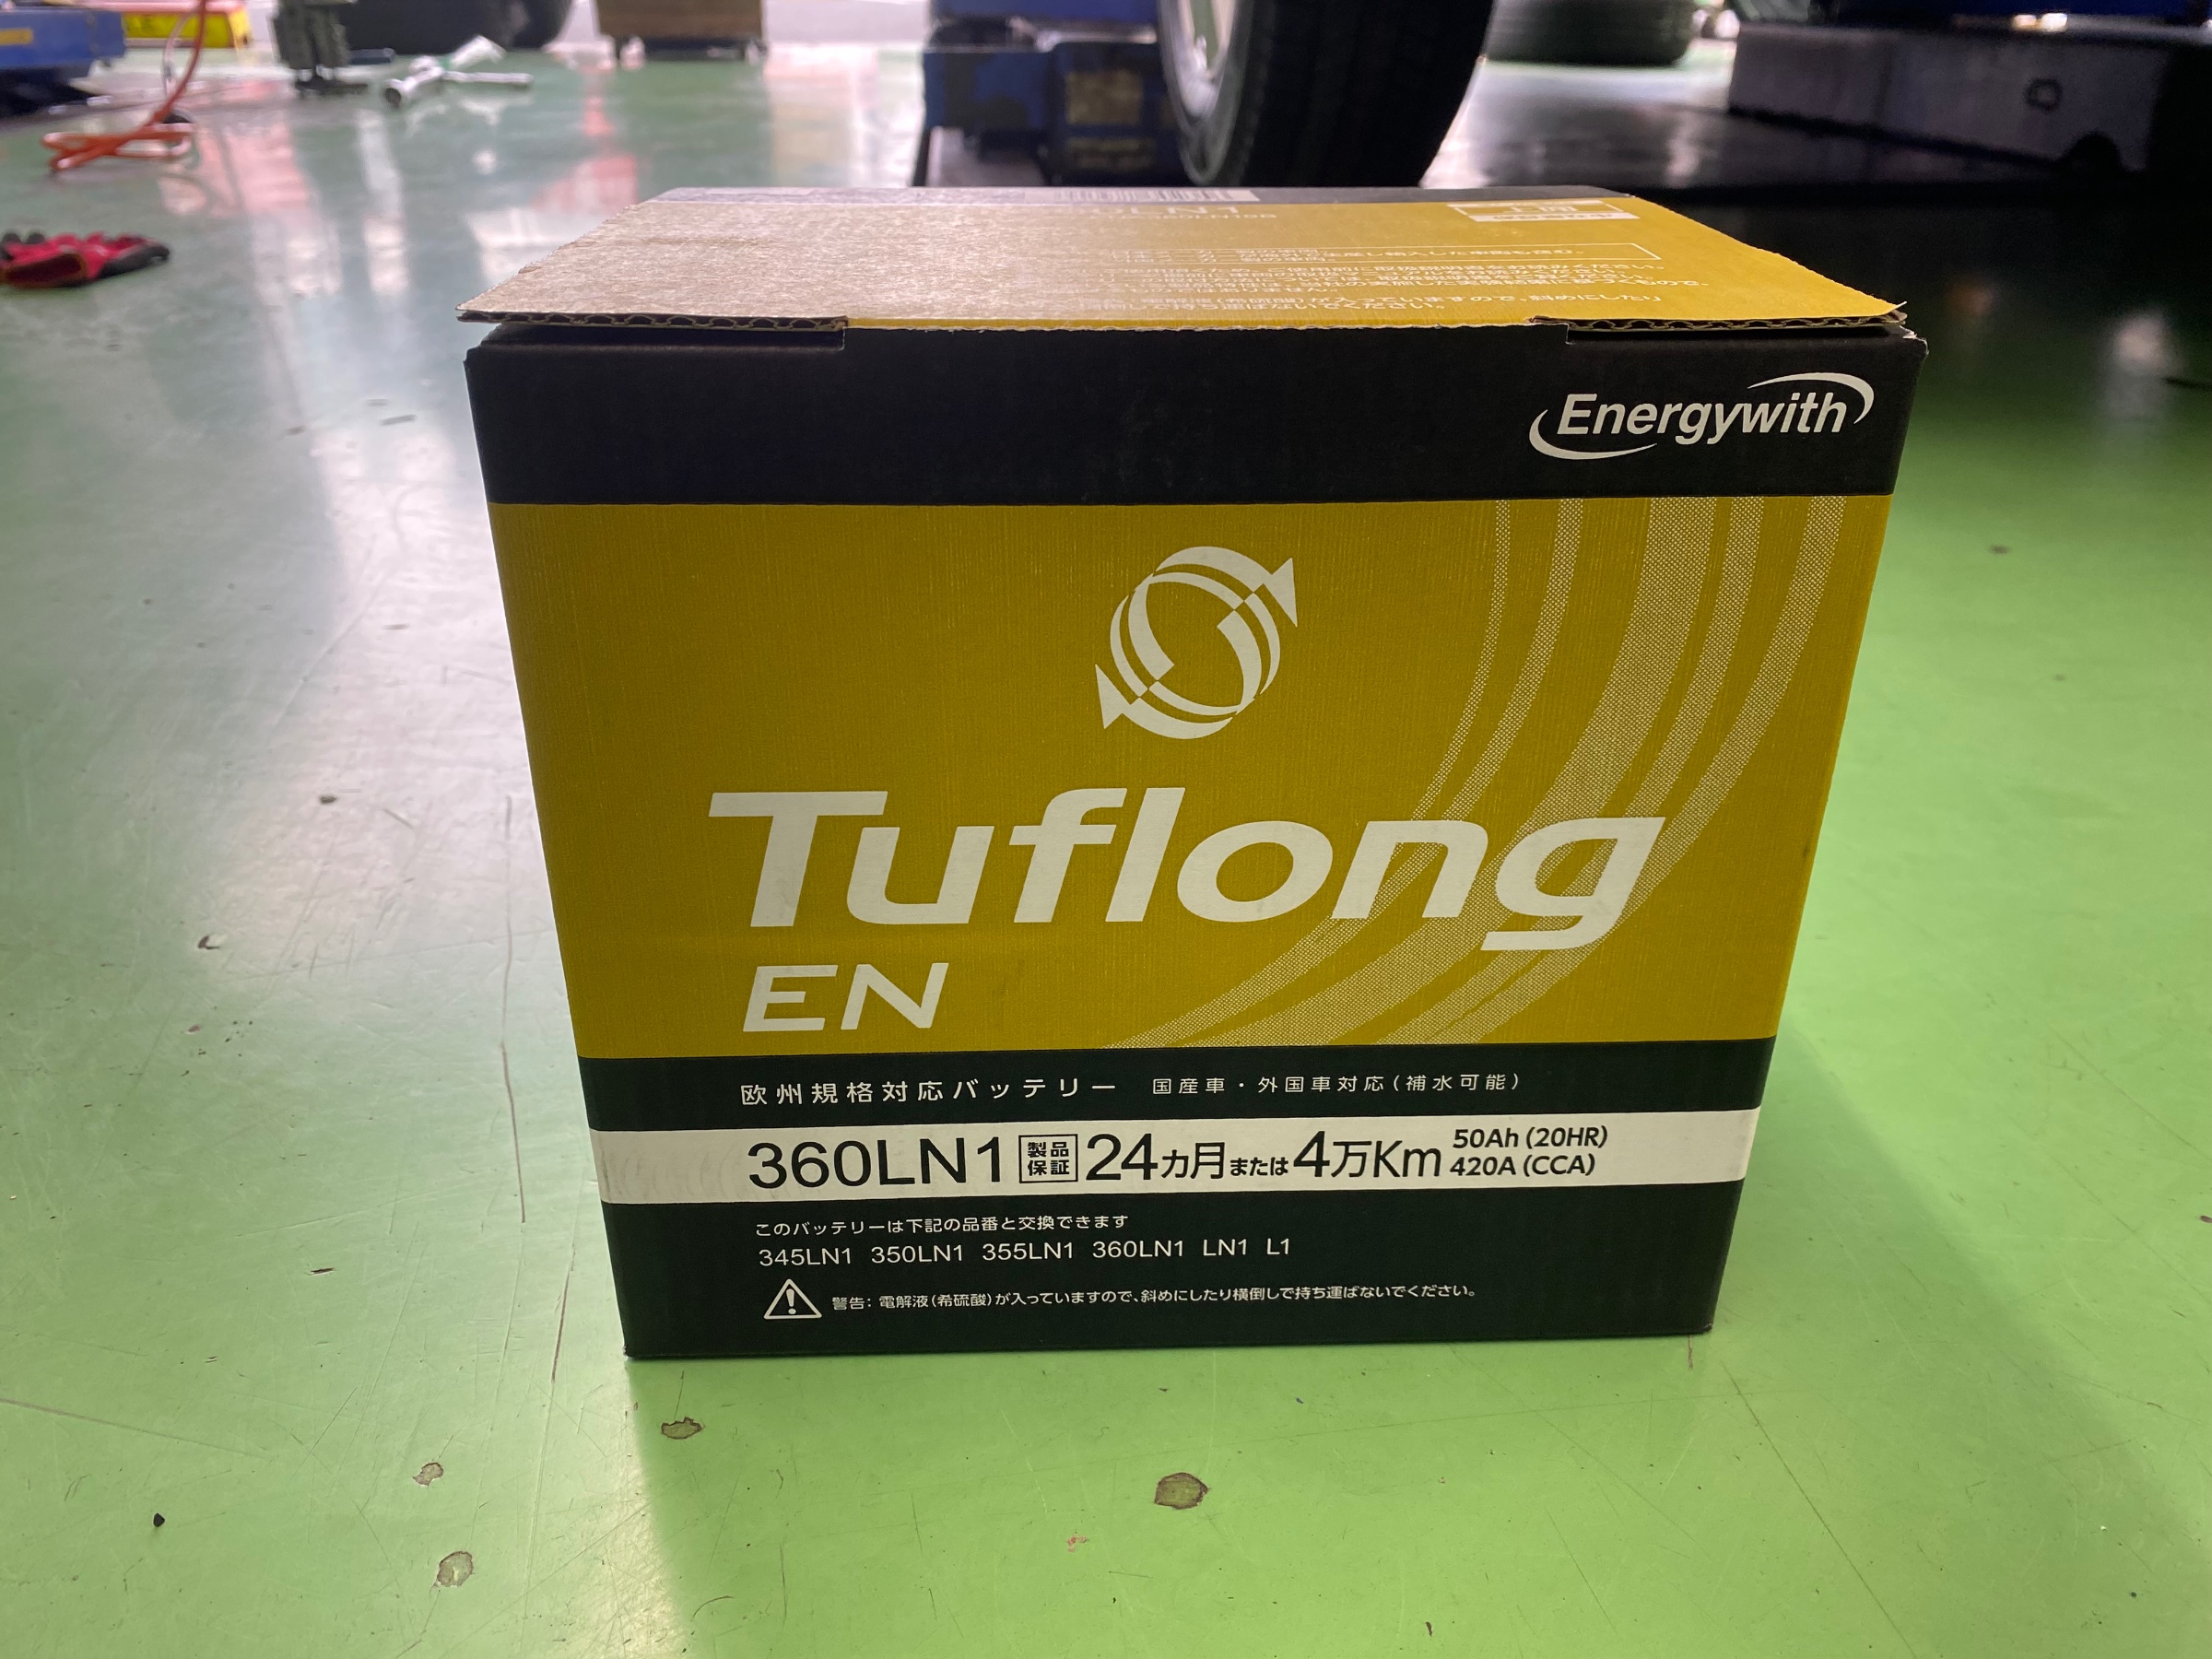 Energywith
Tuflong
EN
欧州規格対応バッテリー 国産車・外国車対応(補水可能)
360LN1 製品保証 24カ月または4万Km 50Ah (20HR)
420A (CCA)
このバッテリーは下記の品番と交換できます
345LN1 350LN1 355LN1 360LN1 LN1 L1
警告: 電解液(希硫酸)が入っていますので、斜めにしたり横倒しで持ち運ばないでください。